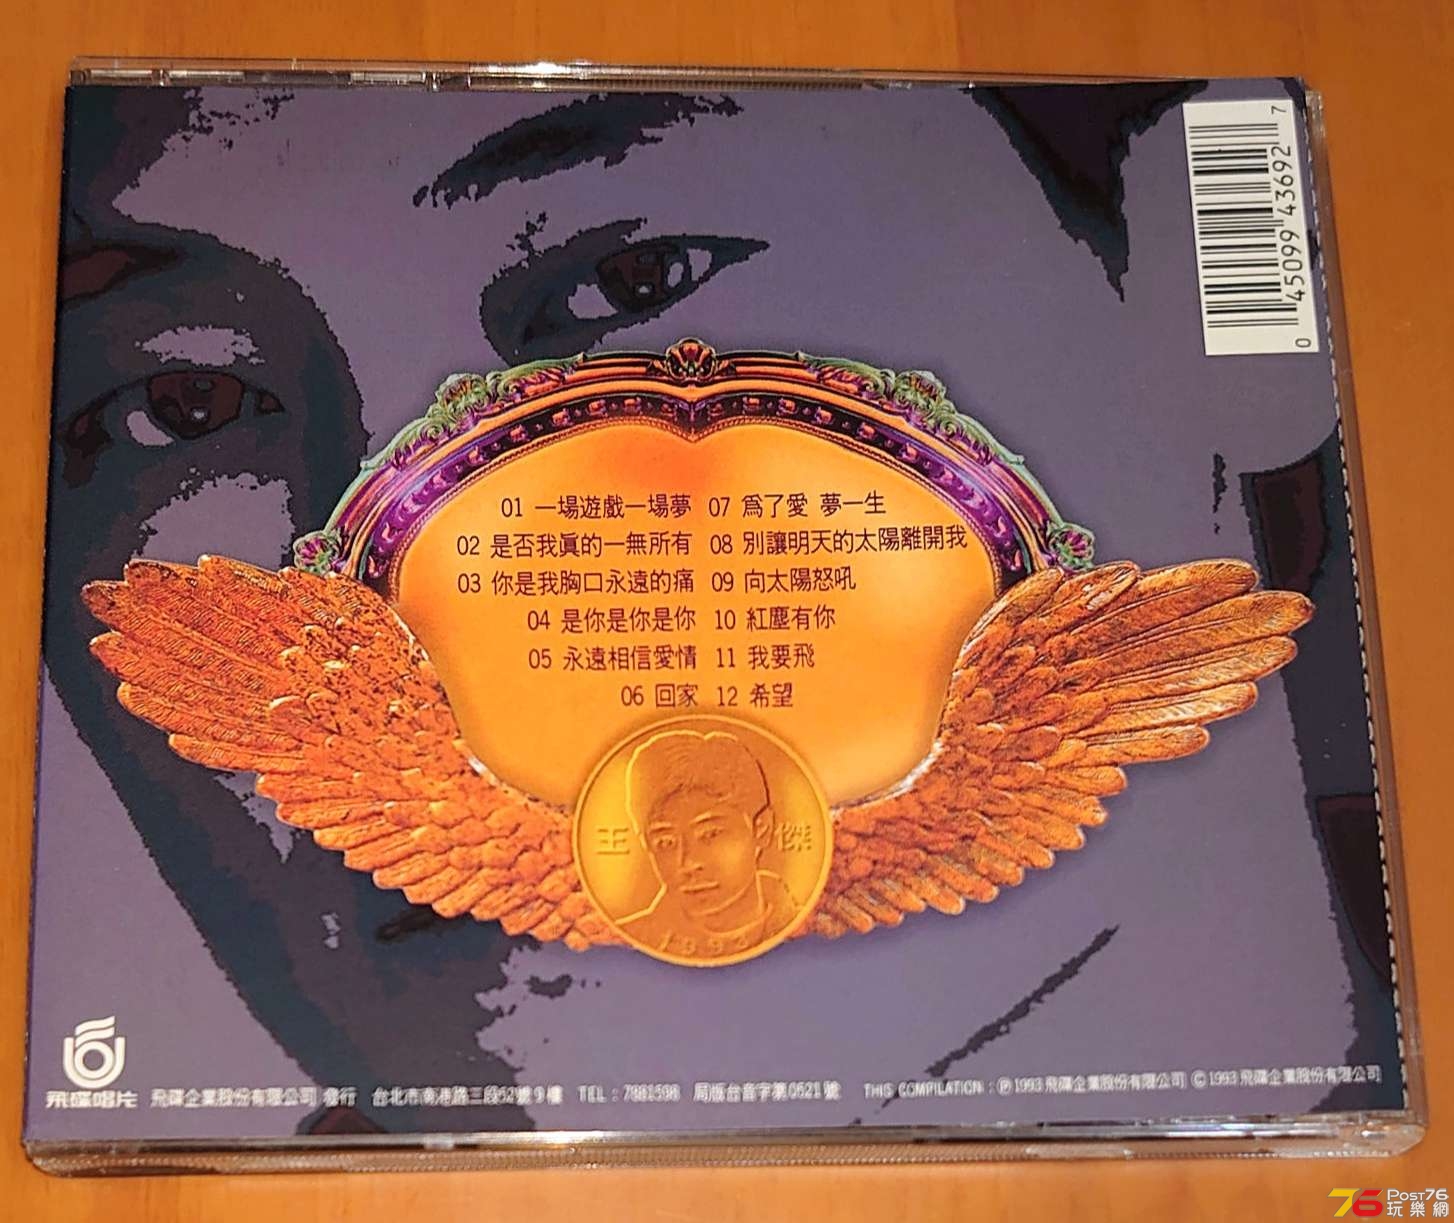 7
45099 43692
0
01 一場遊戲一場夢
02 是否我眞的一無所有
03 你是我胸口永遠的痛
04 是你是你是你
05 永遠相信愛情
06 回家
07 爲了愛 夢一生
08 別讓明天的太陽離開我
09 向太陽怒吼
10 紅塵有你
11 我要飛
12 希望
王 傑
1993
飛碟唱片
飛碟企業股份有限公司 發行 台北市南港路三段52號9樓 TEL：7881598 局版台音字第0521號 THIS COMPILATION：Ⓟ1993 飛碟企業股份有限公司 ©1993 飛碟企業股份有限公司
76 POST76
玩樂網